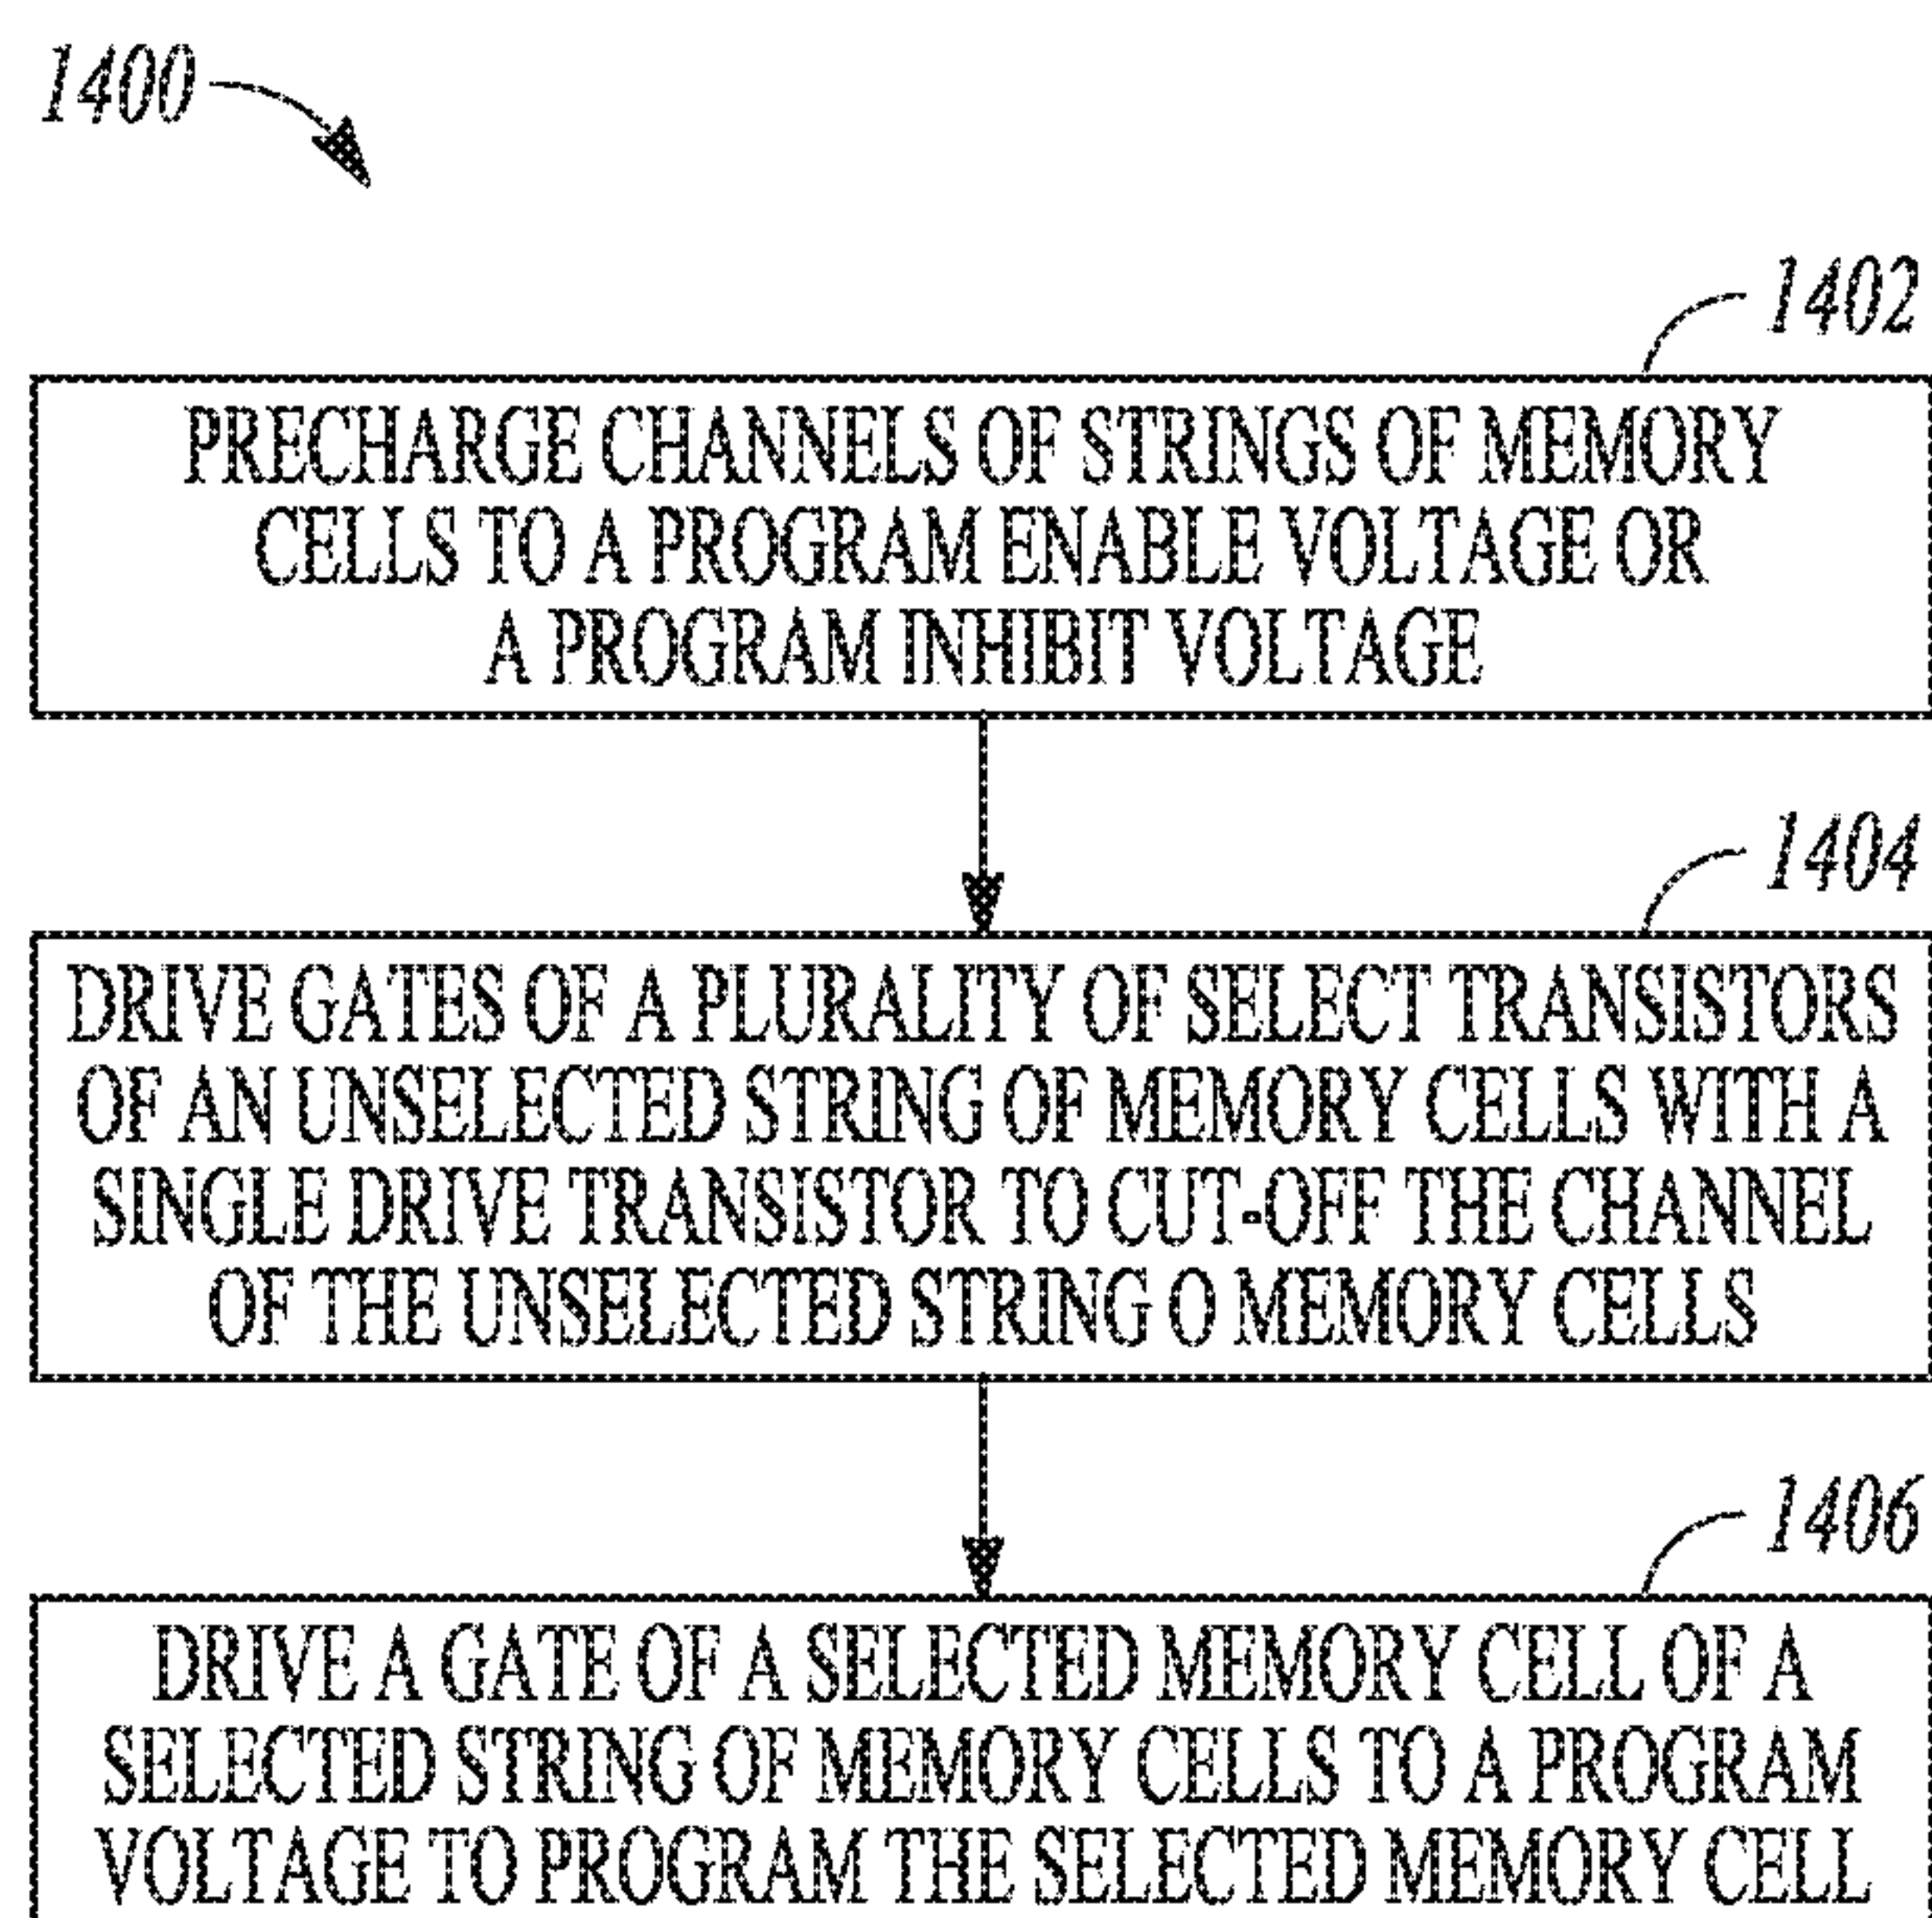 1400
1402
PRECHARGE CHANNELS OF STRINGS OF MEMORY
CELLS TO A PROGRAM ENABLE VOLTAGE OR
A PROGRAM INHIBIT VOLTAGE
1404
DRIVE GATES OF A PLURALITY OF SELECT TRANSISTORS
OF AN UNSELECTED STRING OF MEMORY CELLS WITH A
SINGLE DRIVE TRANSISTOR TO CUT-OFF THE CHANNEL
OF THE UNSELECTED STRING O MEMORY CELLS
1406
DRIVE A GATE OF A SELECTED MEMORY CELL OF A
SELECTED STRING OF MEMORY CELLS TO A PROGRAM
VOLTAGE TO PROGRAM THE SELECTED MEMORY CELL